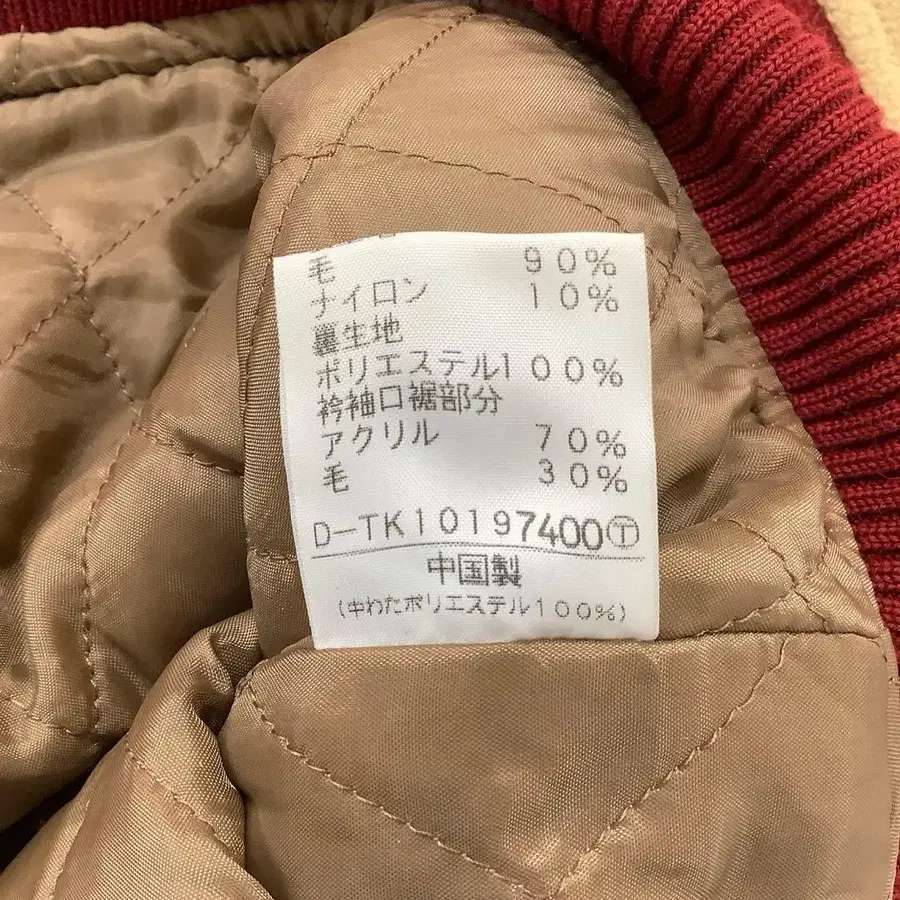 毛 90%
ナイロン 10%
裏生地
ポリエステル100%
衿袖口裾部分
アクリル 70%
毛 30%
D-TK10197400〒
中国製
(中わたポリエステル100%)